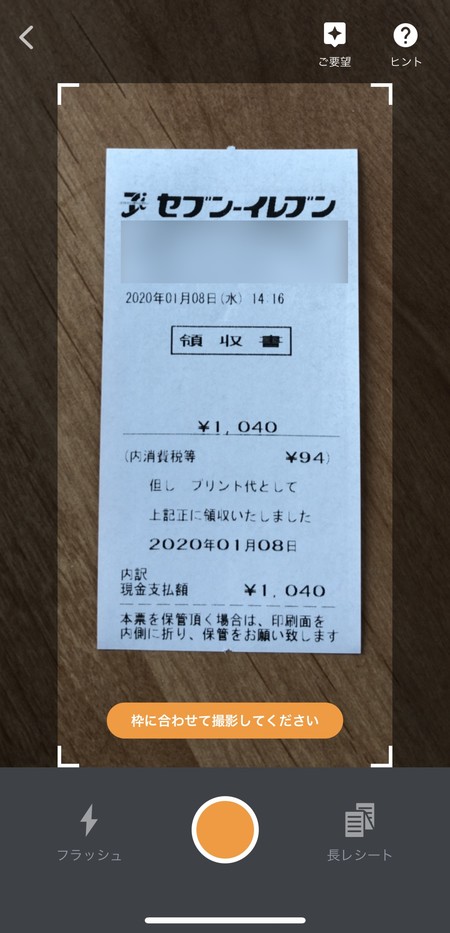 ご要望
ヒント
セブン-イレブン
2020年01月08日(水) 14:16
領収書
¥1,040
(内消費税等 ¥94)
但し プリント代として
上記正に領収いたしました
2020年01月08日
内訳
現金支払額 ¥1,040
本票を保管頂く場合は、印刷面を
内側に折り、保管をお願い致します
枠に合わせて撮影してください
フラッシュ
長レシート